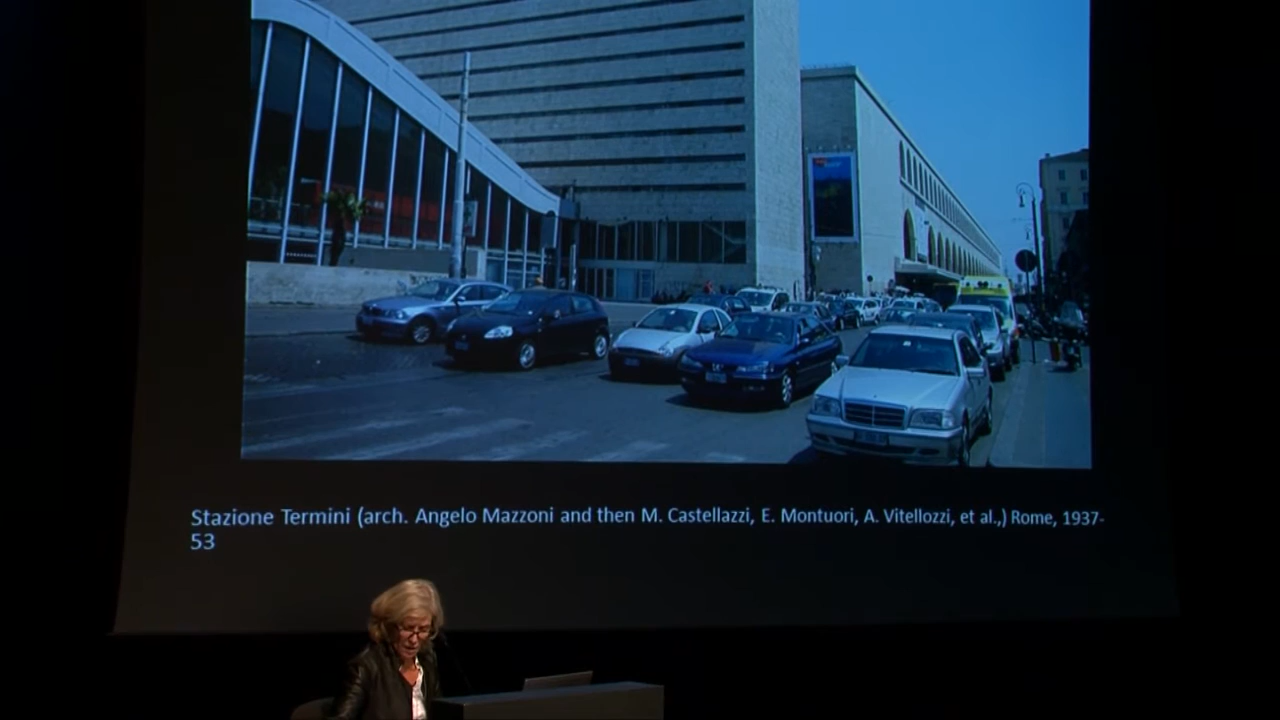 Stazione Termini (arch. Angelo Mazzoni and then M. Castellazzi, E. Montuori, A. Vitellozzi, et al.,) Rome, 1937-
53